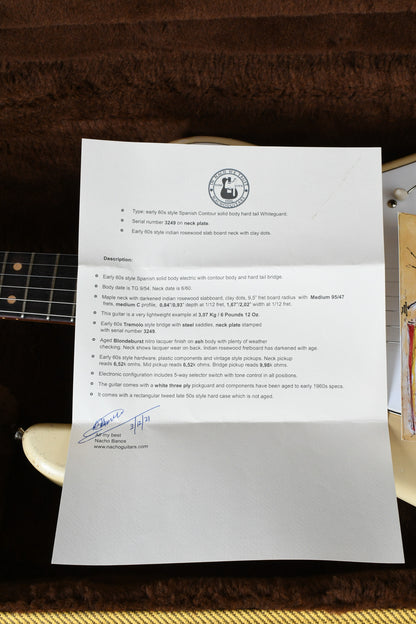 Type: early 60s style Spanish Contour solid body hard tail Whiteguard.
Serial number 3249 on neck plate.
Early 60s style indian rosewood slab board neck with clay dots.
Description:
Early 60s style Spanish solid body electric with contour body and hard tail bridge.
Body date is TG 9/54. Neck date is 6/60.
Maple neck with darkened indian rosewood slaboard, clay dots, 9,5" fret board radius with Medium 95/47
frets, medium C profile, 0.84"/0,93" depth at 1/12 fret, 1,67"/2,02" width at 1/12 fret.
This guitar is a very lightweight example at 3,07 Kg / 6 Pounds 12 Oz.
Early 60s Tremolo style bridge with steel saddles, neck plate stamped
with serial number 3249.
Aged Blondeburst nitro lacquer finish on ash body with plenty of weather
checking. Neck shows lacquer wear on back. Indian rosewood fretboard has darkened with age.
Early 60s style hardware, plastic components and vintage style pickups. Neck pickup
reads 6,52k ohms. Mid pickup reads 6,52k ohms. Bridge pickup reads 9,98k ohms.
Electronic configuration includes 5-way selector with tone control in all positions.
The guitar comes with a white three ply pickguard and components have been aged to early 1960s specs.
It comes with a rectangular tweed late 50s style hard case which is not aged.
All my best
Nacho Banos
www.nachoguitars.com